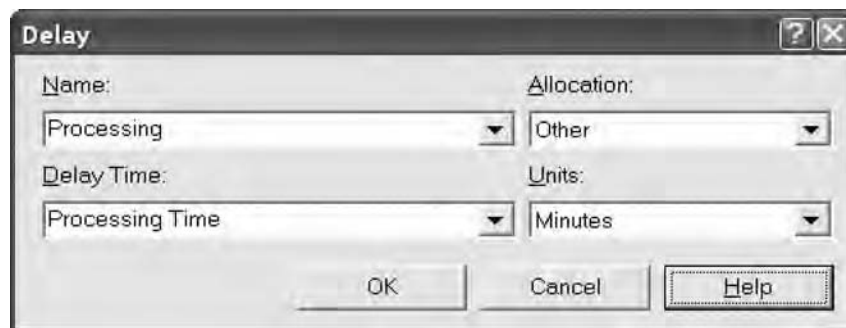 Delay
Name: Allocation:
Processing Other
Delay Time: Units:
Processing Time Minutes
OK Cancel Help